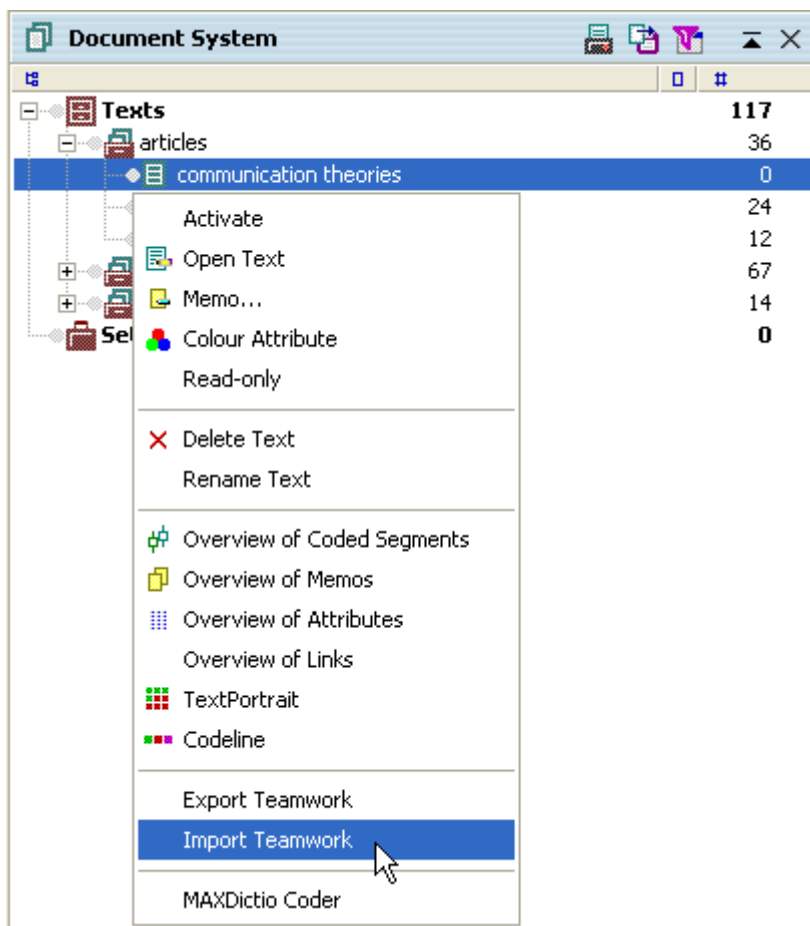 Document System
#
Texts 117
articles 36
communication theories 0
24
12
67
14
Set 0
Activate
Open Text
Memo...
Colour Attribute
Read-only
Delete Text
Rename Text
Overview of Coded Segments
Overview of Memos
Overview of Attributes
Overview of Links
TextPortrait
Codeline
Export Teamwork
Import Teamwork
MAXDictio Coder